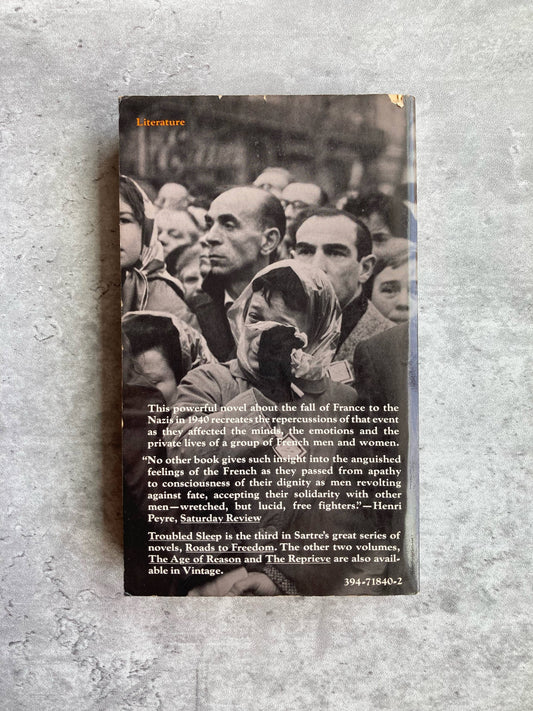 Literature
This powerful novel about the fall of France to the
Nazis in 1940 recreates the repercussions of that event
as they affected the minds, the emotions and the
private lives of a group of French men and women.
“No other book gives such insight into the anguished
feelings of the French as they passed from apathy
to consciousness of their dignity as men revolting
against fate, accepting their solidarity with other
men—wretched, but lucid, free fighters.”—Henri
Peyre, Saturday Review
Troubled Sleep is the third in Sartre’s great series of
novels, Roads to Freedom. The other two volumes,
The Age of Reason and The Reprieve are also avail-
able in Vintage.
394-71840-2